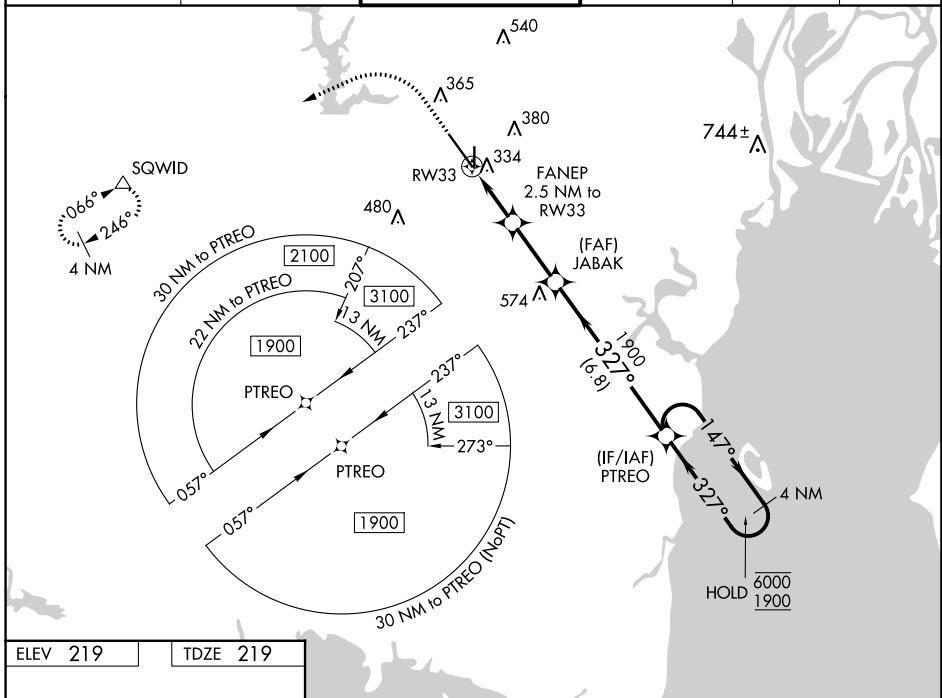 540
365
380
744±
334
RW33
FANEP
2.5 NM to
RW33
SQWID
066°
246°
4 NM
480
(FAF)
JABAK
574
30 NM to PTREO
2100
207°
22 NM to PTREO
3100
13 NM
237°
1900
PTREO
057°
1900
327°
(6.8)
237°
13 NM
3100
273°
PTREO
057°
1900
30 NM to PTREO (NoPT)
(IF/IAF)
PTREO
147°
327°
4 NM
HOLD 6000
1900
ELEV 219
TDZE 219